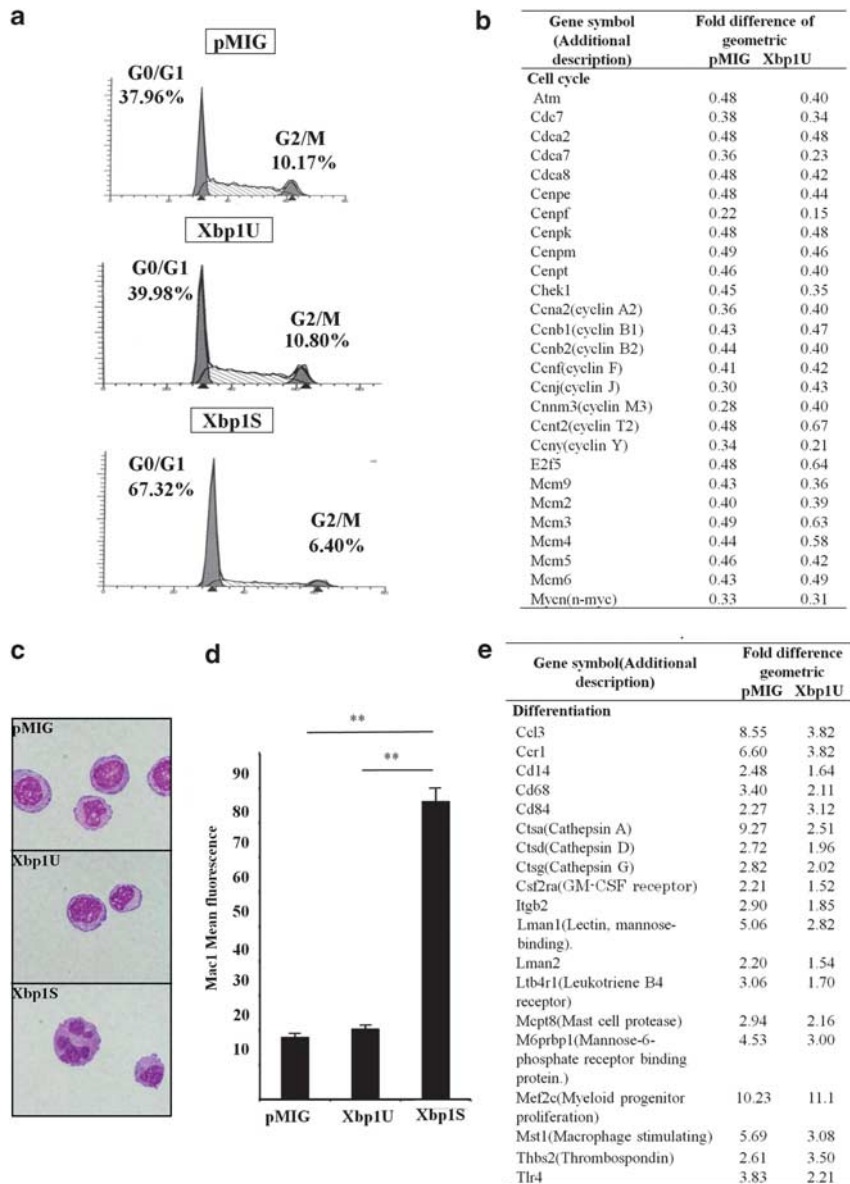 a
pMIG
G0/G1
37.96%
G2/M
10.17%
Xbp1U
G0/G1
39.98%
G2/M
10.80%
Xbp1S
G0/G1
67.32%
G2/M
6.40%
b
Gene symbol (Additional description) Fold difference of geometric
pMIG Xbp1U
Cell cycle
Atm 0.48 0.40
Cdc7 0.38 0.34
Cdca2 0.48 0.48
Cdca7 0.36 0.23
Cdca8 0.48 0.42
Cenpe 0.48 0.44
Cenpf 0.22 0.15
Cenpk 0.48 0.48
Cenpm 0.49 0.46
Cenpt 0.46 0.40
Chek1 0.45 0.35
Ccna2(cyclin A2) 0.36 0.40
Ccnb1(cyclin B1) 0.43 0.47
Ccnb2(cyclin B2) 0.44 0.40
Ccnf(cyclin F) 0.41 0.42
Ccnj(cyclin J) 0.30 0.43
Cnnm3(cyclin M3) 0.28 0.40
Ccnt2(cyclin T2) 0.48 0.67
Ccny(cyclin Y) 0.34 0.21
E2f5 0.48 0.64
Mcm9 0.43 0.36
Mcm2 0.40 0.39
Mcm3 0.49 0.63
Mcm4 0.44 0.58
Mcm5 0.46 0.42
Mcm6 0.43 0.49
Mycn(n-myc) 0.33 0.31
c
pMIG
Xbp1U
Xbp1S
d
**
**
Mac1 Mean fluorescence
90
80
70
60
50
40
30
20
10
pMIG Xbp1U Xbp1S
e
Gene symbol(Additional description) Fold difference geometric
pMIG Xbp1U
Differentiation
Ccl3 8.55 3.82
Ccr1 6.60 3.82
Cd14 2.48 1.64
Cd68 3.40 2.11
Cd84 2.27 3.12
Ctsa(Cathepsin A) 9.27 2.51
Ctsd(Cathepsin D) 2.72 1.96
Ctsg(Cathepsin G) 2.82 2.02
Csf2ra(GM-CSF receptor) 2.21 1.52
Itgb2 2.90 1.85
Lman1(Lectin, mannose- 5.06 2.82
binding).
Lman2 2.20 1.54
Ltb4r1(Leukotriene B4 3.06 1.70
receptor)
Mcpt8(Mast cell protease) 2.94 2.16
M6prbp1(Mannose-6- 4.53 3.00
phosphate receptor binding
protein.)
Mef2c(Myeloid progenitor 10.23 11.1
proliferation)
Mst1(Macrophage stimulating) 5.69 3.08
Thbs2(Thrombospondin) 2.61 3.50
Tlr4 3.83 2.21